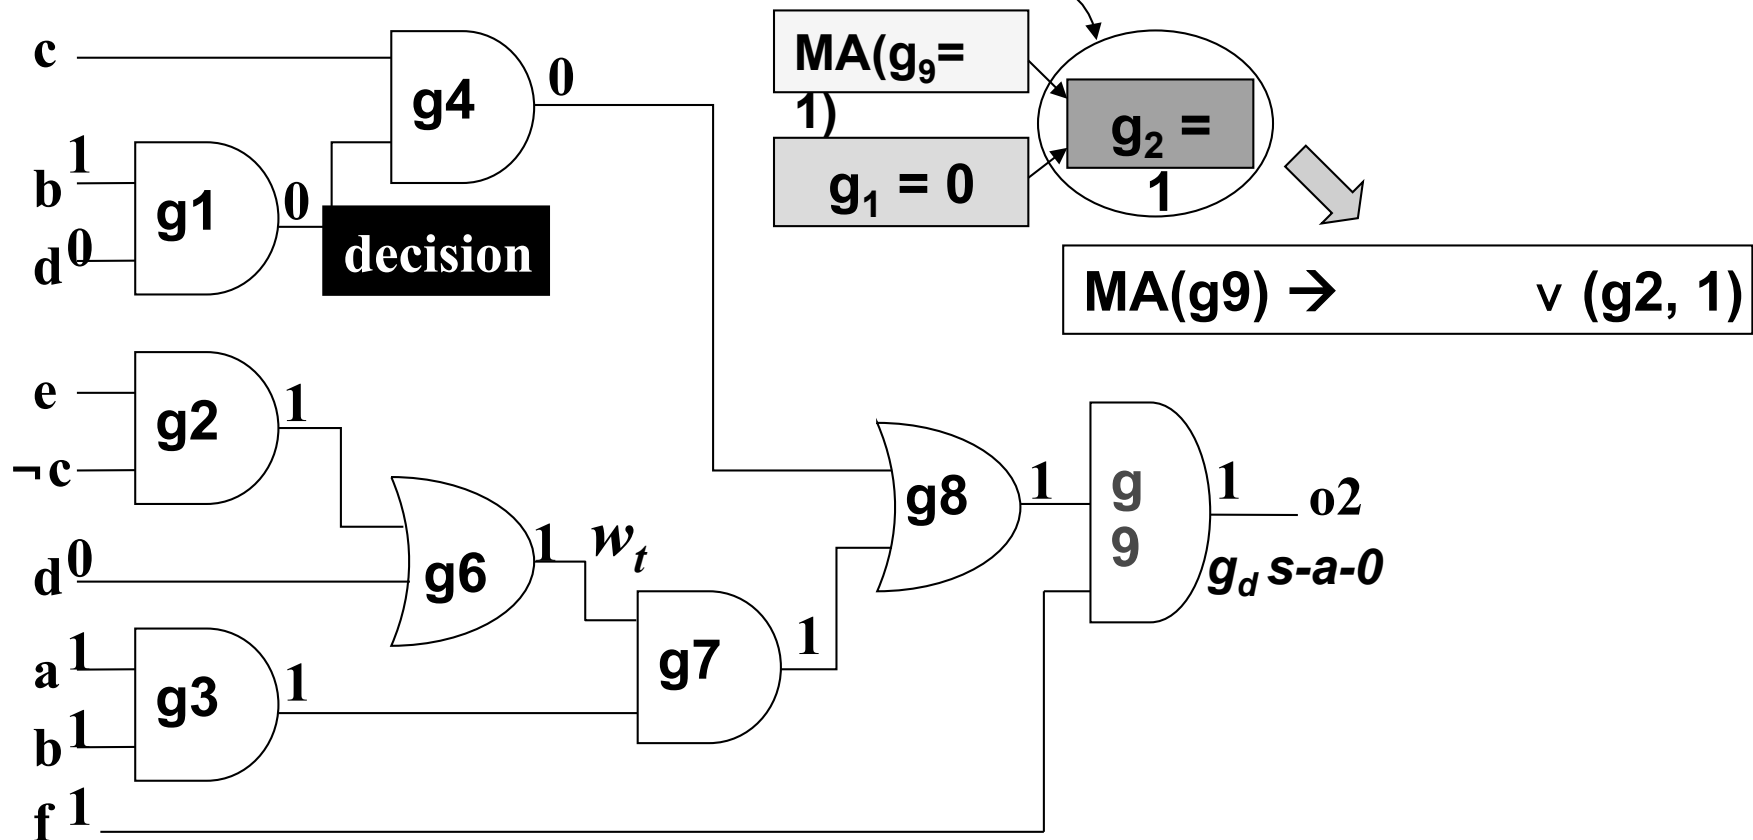 c
g4
0
MA(g9=
1)
g2 =
1
g1 = 0
b 1
d 0
g1
0
decision
MA(g9) → ∨ (g2, 1)
e
¬c
g2
1
d 0
g6
1
wt
a 1
b 1
g3
1
g7
1
g8
1
g
9
1
o2
gd s-a-0
f 1